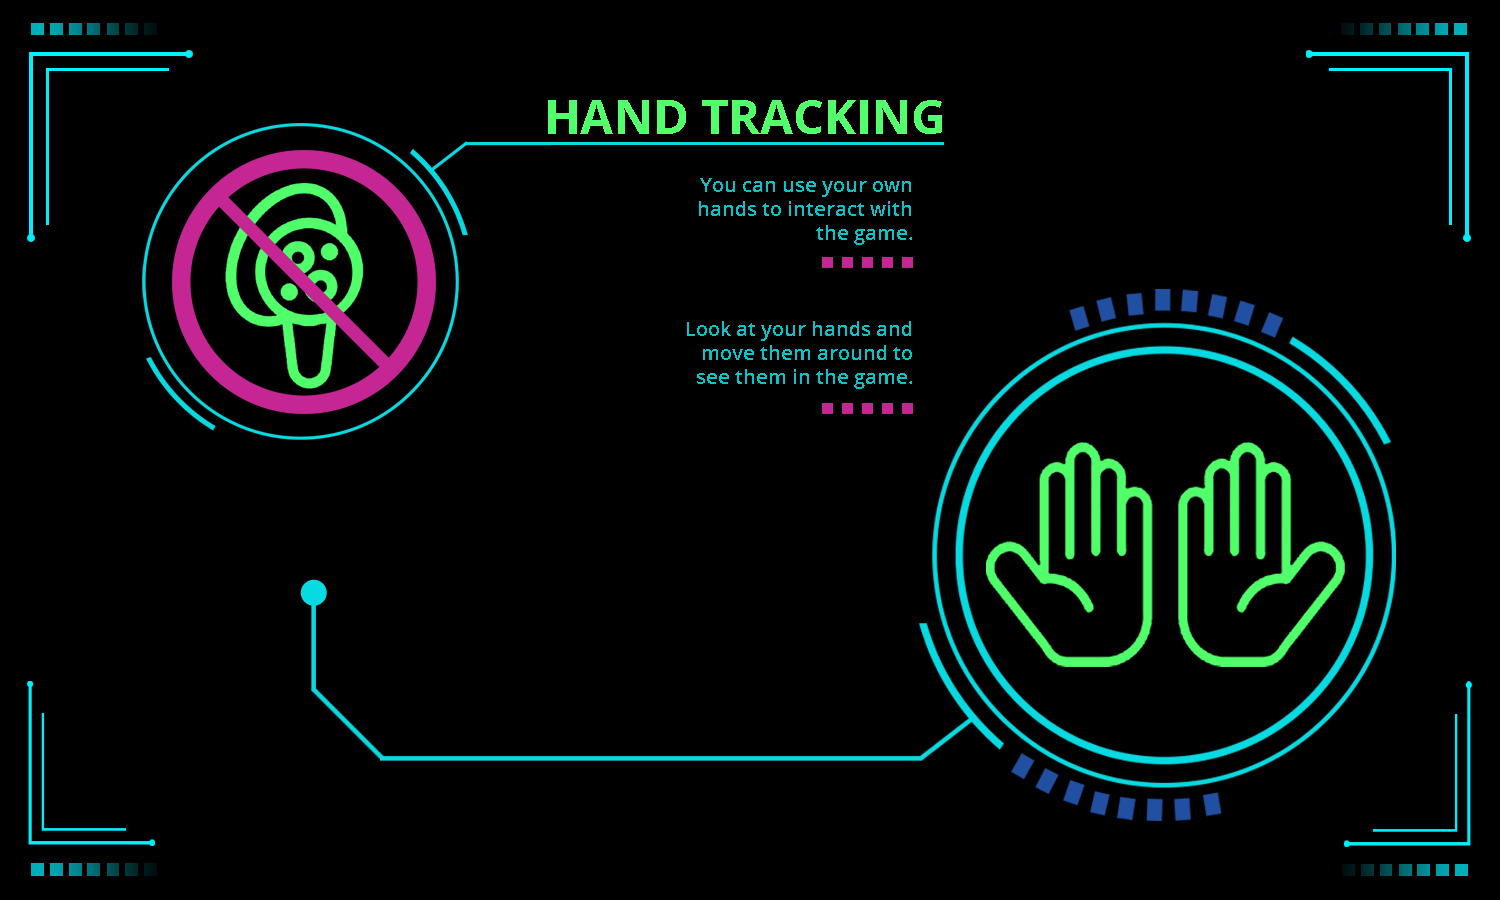 HAND TRACKING
You can use your own
hands to interact with
the game.
Look at your hands and
move them around to
see them in the game.